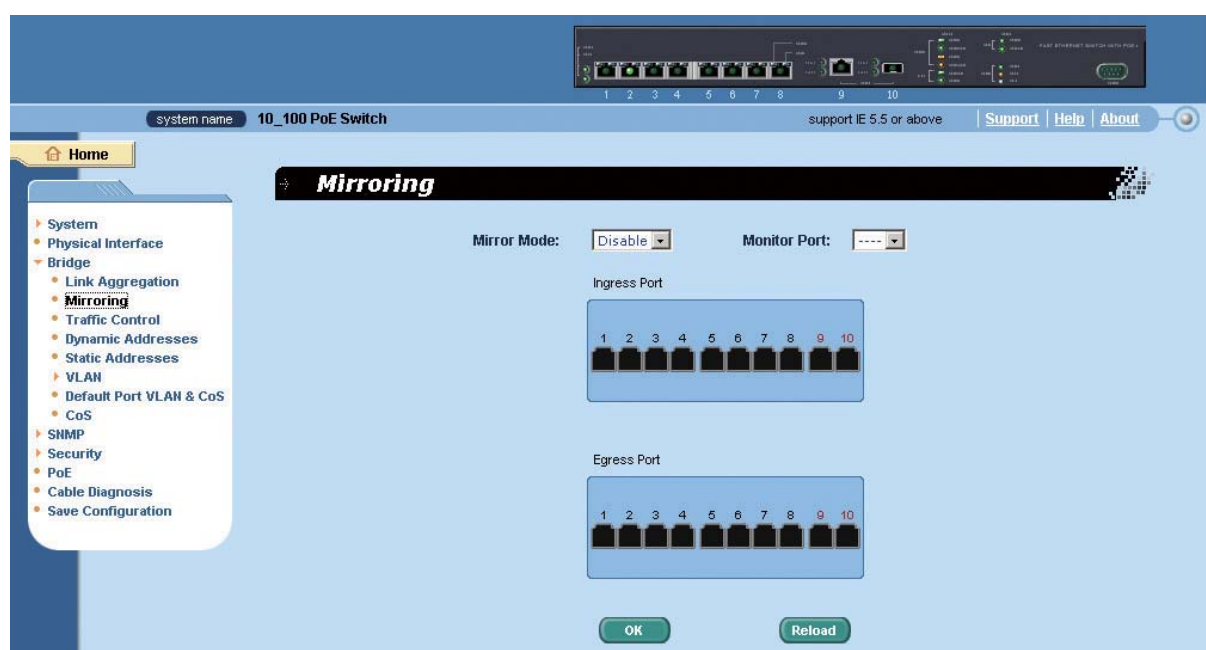 1 2 3 4 5 6 7 8 9 10
system name 10_100 PoE Switch support IE 5.5 or above Support Help About
Home
Mirroring
System
Physical Interface
Bridge
Link Aggregation
Mirroring
Traffic Control
Dynamic Addresses
Static Addresses
VLAN
Default Port VLAN & CoS
CoS
SNMP
Security
PoE
Cable Diagnosis
Save Configuration
Mirror Mode: Disable Monitor Port: ----
Ingress Port
1 2 3 4 5 6 7 8 9 10
Egress Port
1 2 3 4 5 6 7 8 9 10
OK Reload